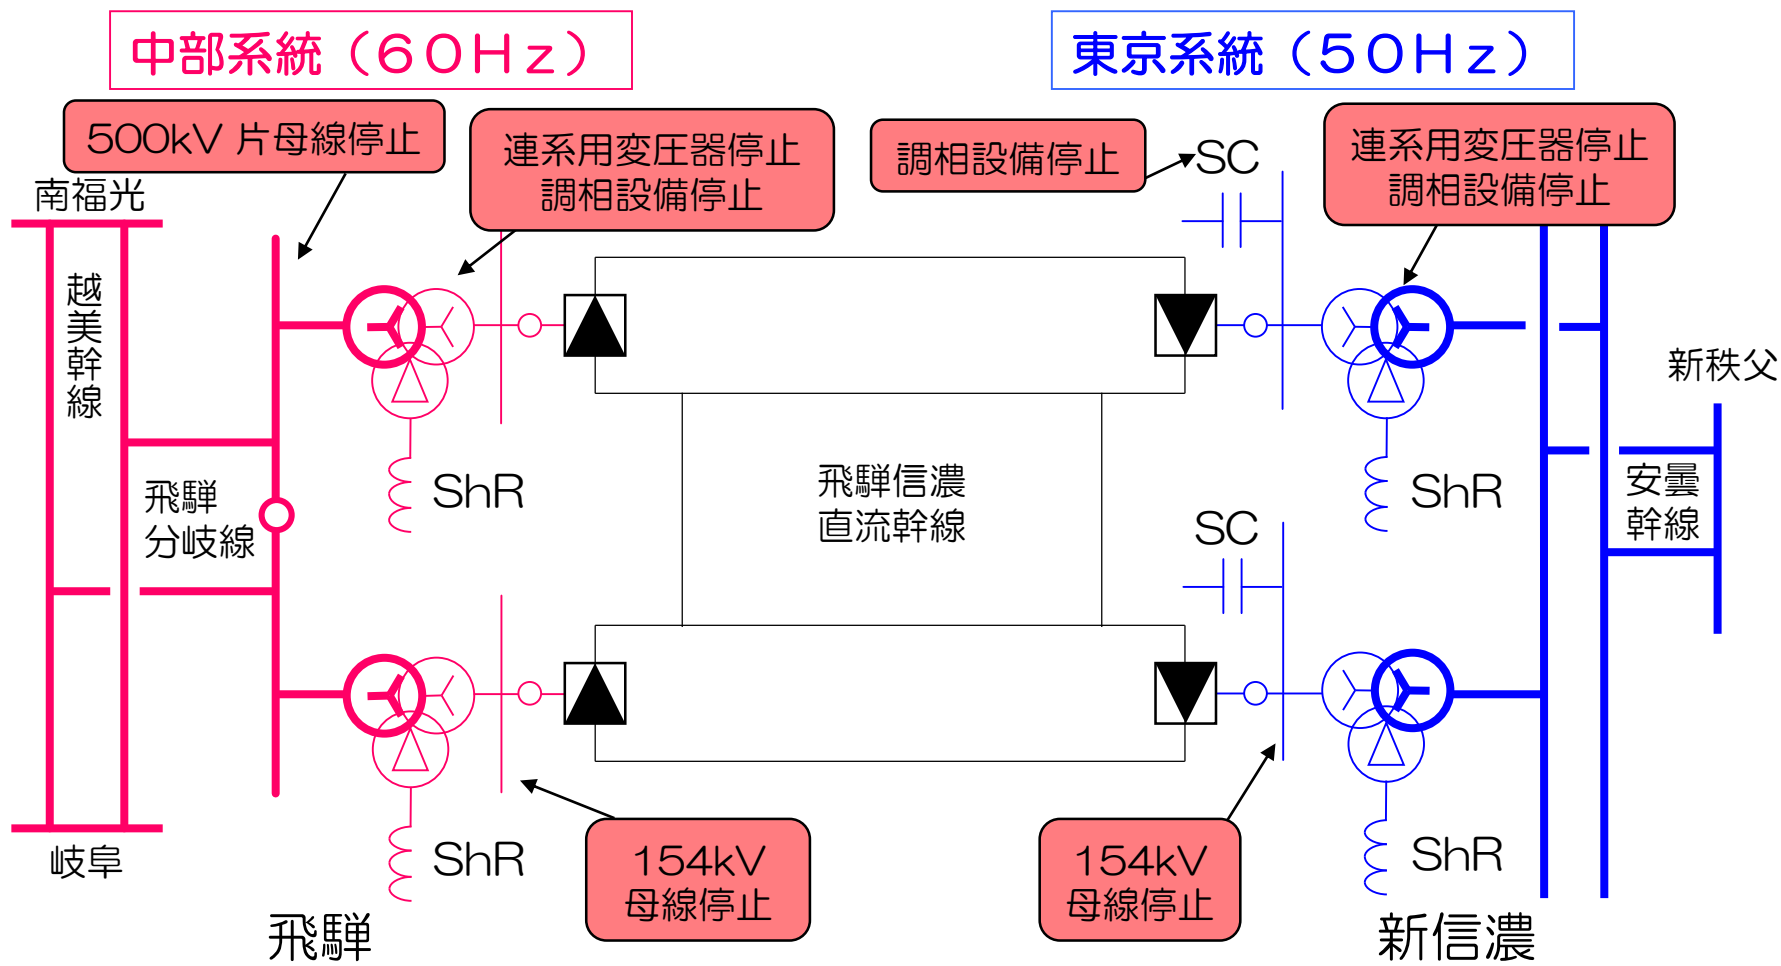 中部系統（６０Ｈｚ）
東京系統（５０Ｈｚ）
500kV 片母線停止
連系用変圧器停止
調相設備停止
調相設備停止
SC
連系用変圧器停止
調相設備停止
南福光
越美幹線
新秩父
飛騨
分岐線
ShR
飛騨信濃
直流幹線
ShR
安曇
幹線
SC
岐阜
ShR
154kV
母線停止
154kV
母線停止
ShR
飛騨
新信濃